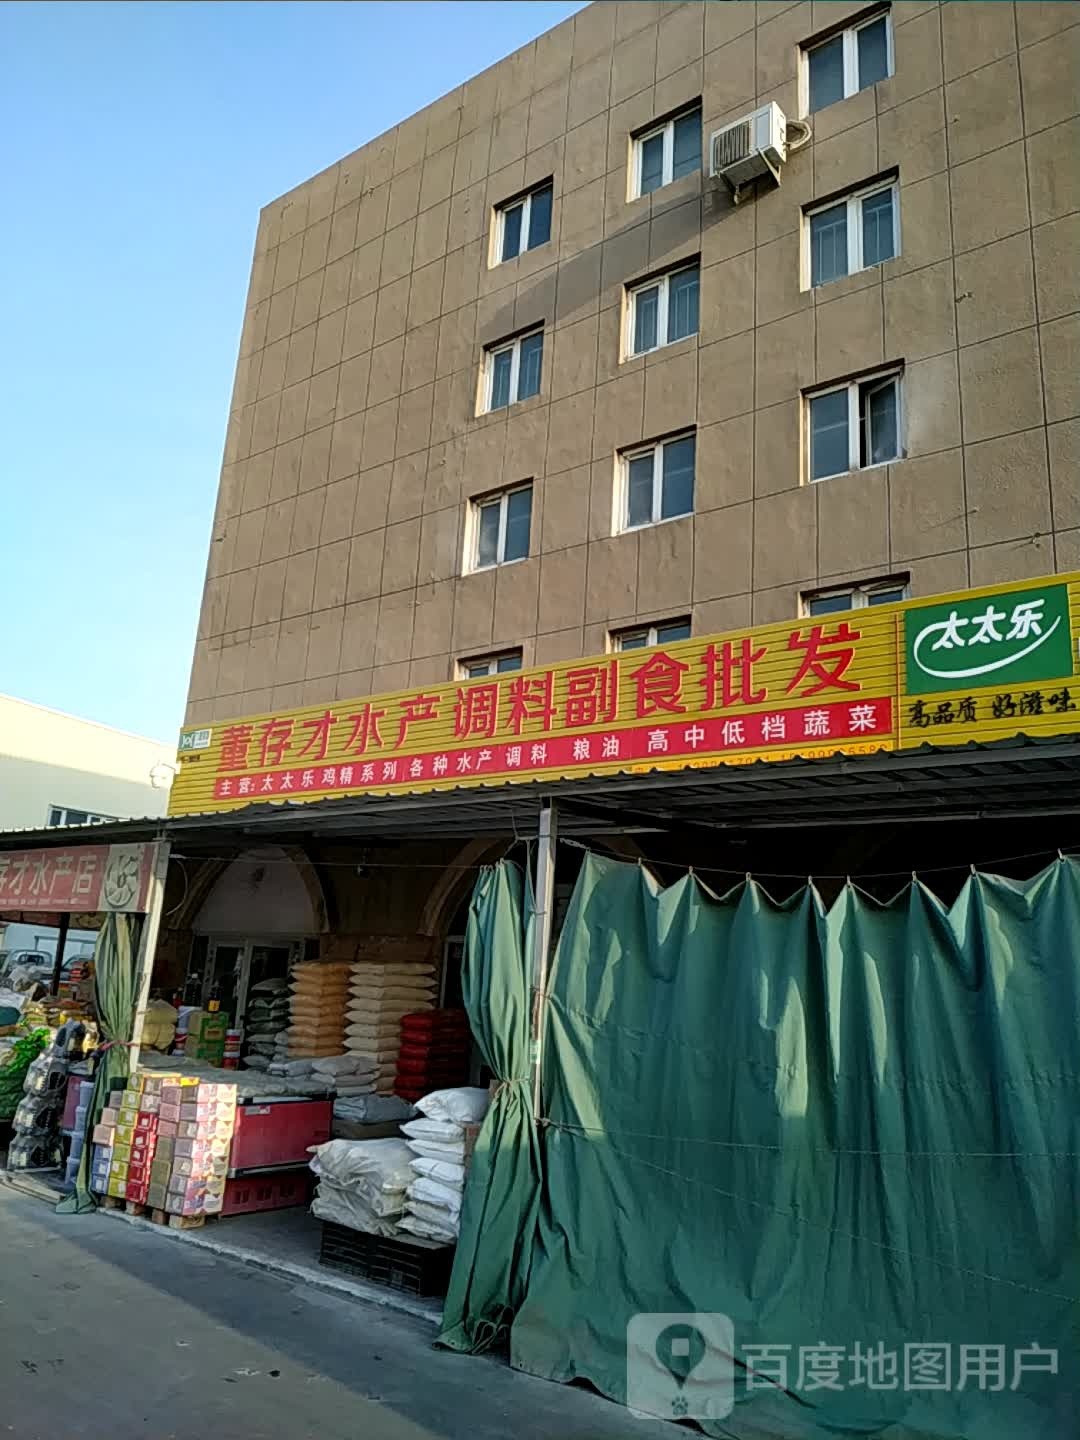 太太乐
董存才水产调料副食批发
高品质 好滋味
主营:太太乐鸡精系列 各种水产 调料 粮油 高中低档蔬菜
存才水产店
百度地图用户